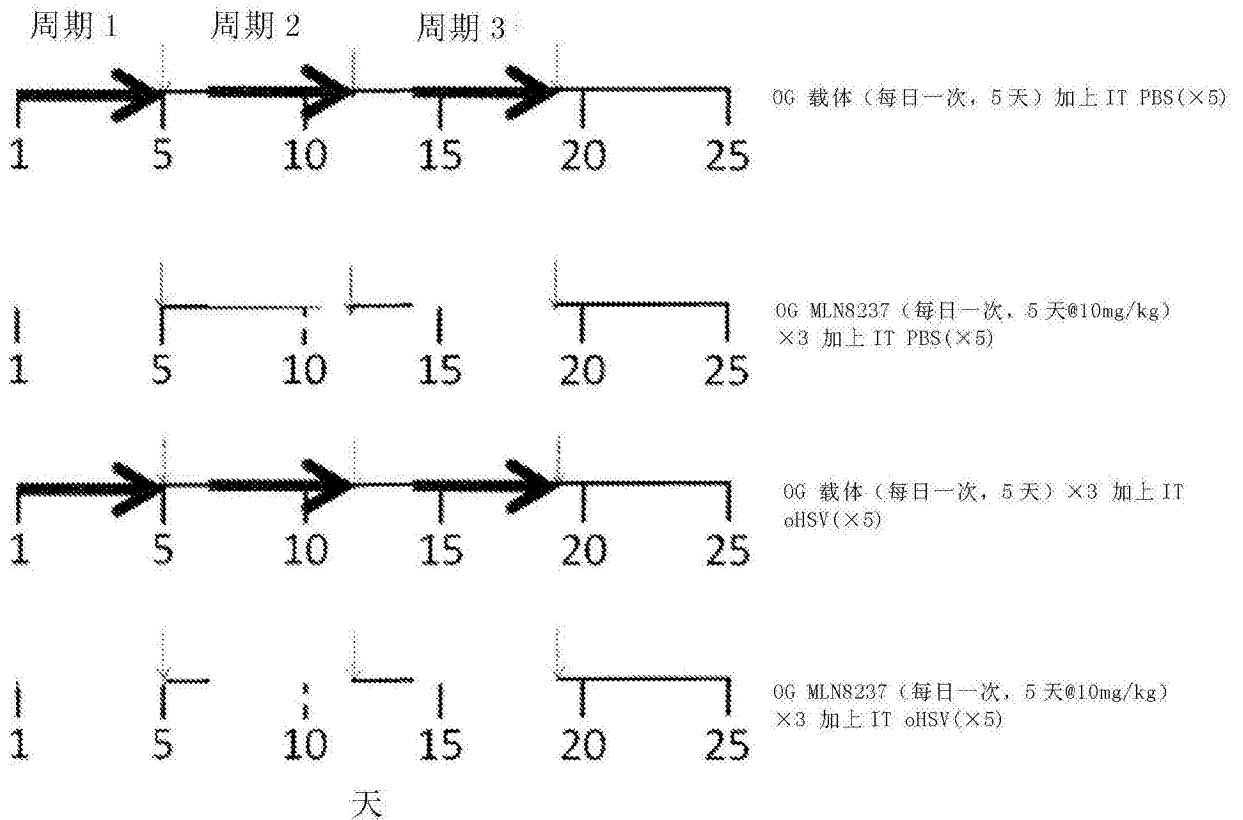 周期 1 周期 2 周期 3
OG 载体（每日一次，5 天）加上 IT PBS(×5)
1 5 10 15 20 25
OG MLN8237（每日一次，5 天@10mg/kg）
×3 加上 IT PBS(×5)
1 5 10 15 20 25
OG 载体（每日一次，5 天）×3 加上 IT
oHSV(×5)
1 5 10 15 20 25
OG MLN8237（每日一次，5 天@10mg/kg）
×3 加上 IT oHSV(×5)
1 5 10 15 20 25
天